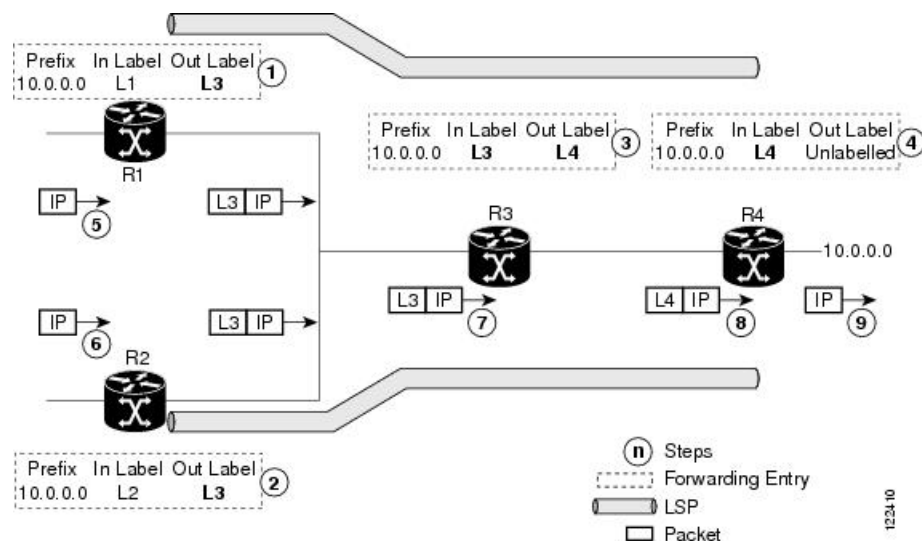 Prefix In Label Out Label
10.0.0.0 L1 L3
1
R1
Prefix In Label Out Label
10.0.0.0 L3 L4
3
Prefix In Label Out Label
10.0.0.0 L4 Unlabelled
4
IP
5
L3 IP
R3
R4
10.0.0.0
IP
6
L3 IP
L3 IP
7
L4 IP
8
IP
9
R2
Prefix In Label Out Label
10.0.0.0 L2 L3
2
n Steps
Forwarding Entry
LSP
Packet
122410